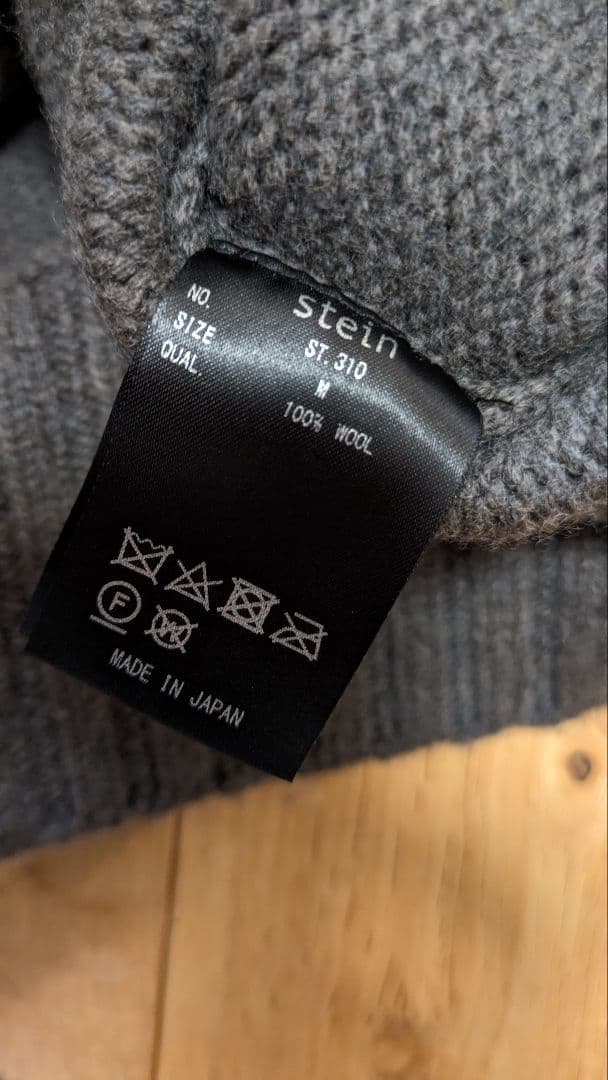 stein
NO. ST.310
SIZE M
QUAL. 100% WOOL
F
W
MADE IN JAPAN